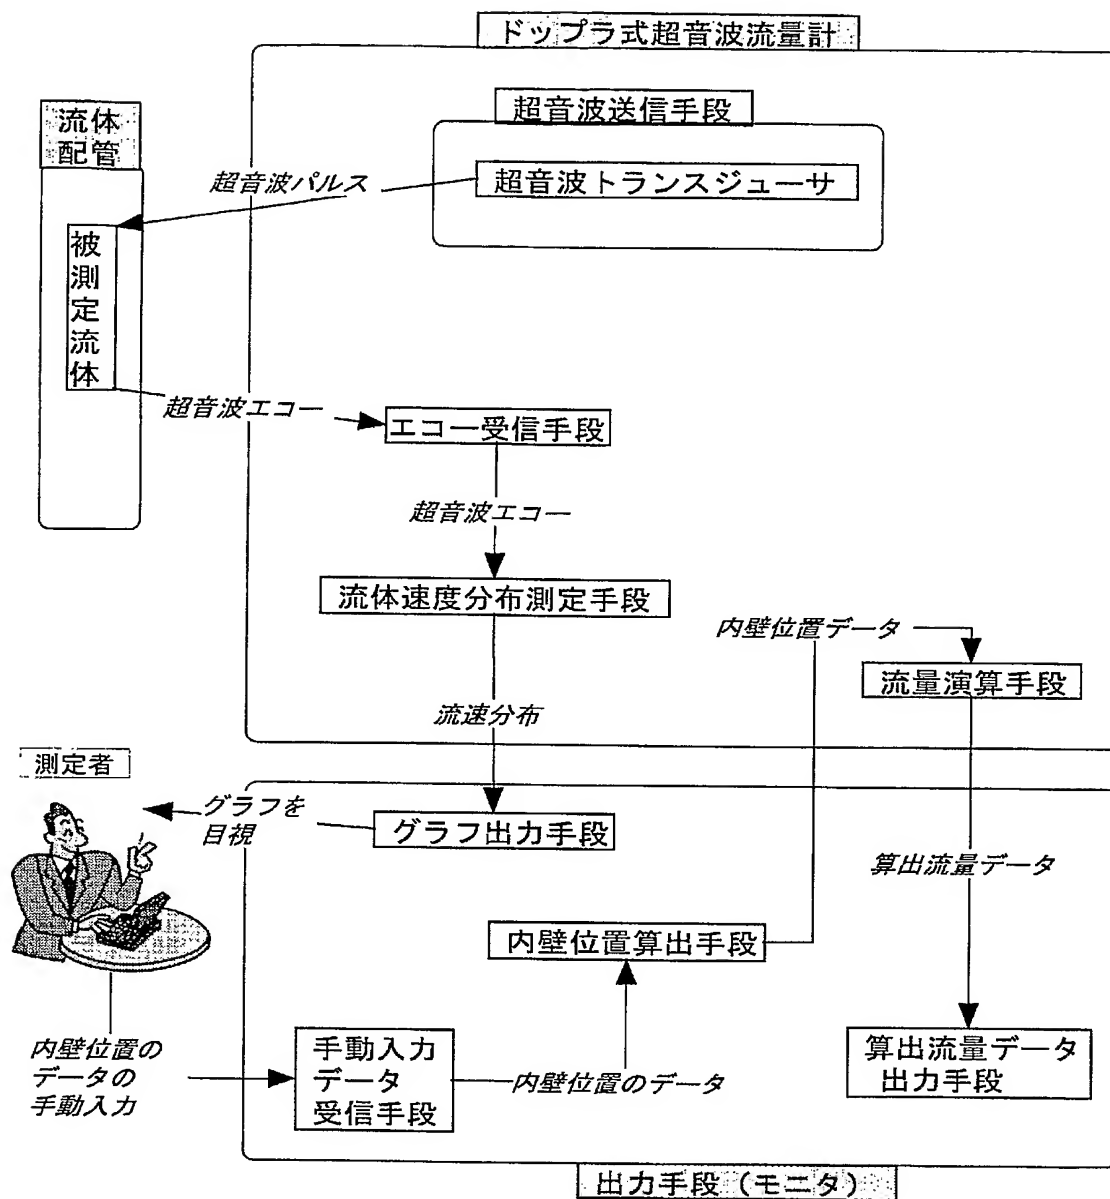 ドップラ式超音波流量計
超音波送信手段
超音波トランスジューサ
流体
配管
超音波パルス
被
測
定
流
体
超音波エコー
エコー受信手段
超音波エコー
流体速度分布測定手段
内壁位置データ
流量演算手段
流速分布
測定者
グラフを
目視
グラフ出力手段
算出流量データ
内壁位置算出手段
内壁位置の
データの
手動入力
手動入力
データ
受信手段
内壁位置のデータ
算出流量データ
出力手段
出力手段（モニタ）